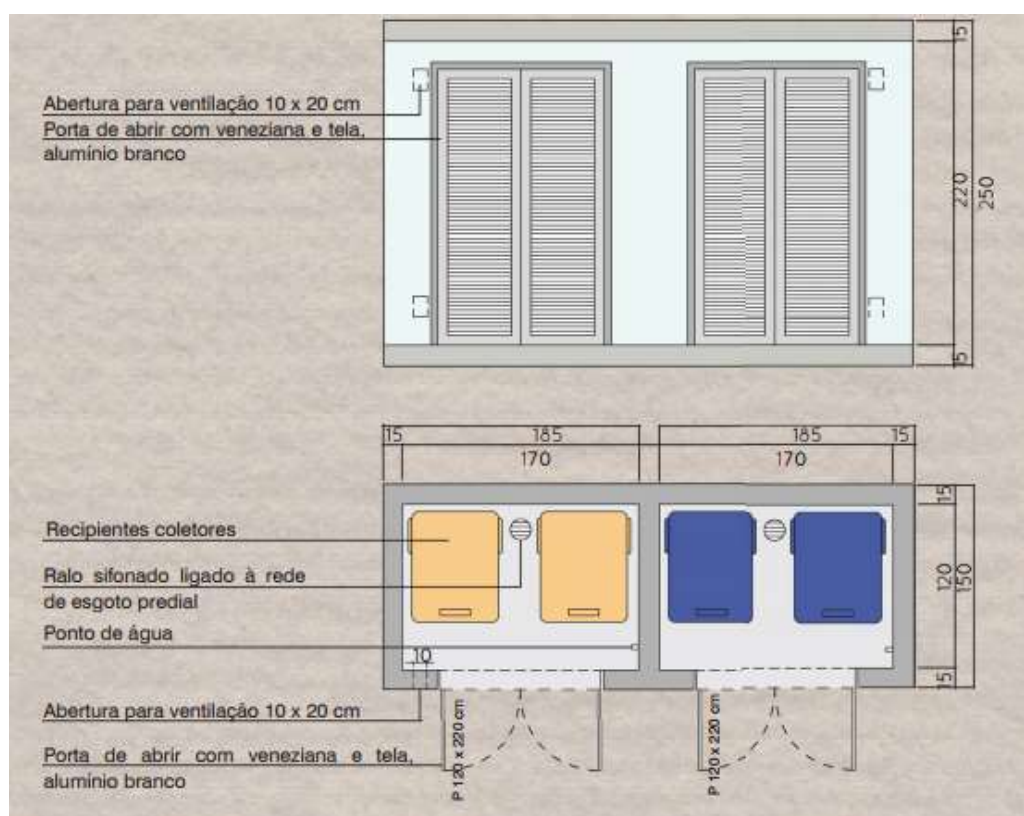 15
Abertura para ventilação 10 x 20 cm
Porta de abrir com veneziana e tela,
alumínio branco
220
250
15
15 185 185 15
170 170
15
Recipientes coletores
Ralo sifonado ligado à rede
de esgoto predial
120
150
Ponto de água
10
15
Abertura para ventilação 10 x 20 cm
Porta de abrir com veneziana e tela,
alumínio branco
P 120 x 220 cm
P 120 x 220 cm